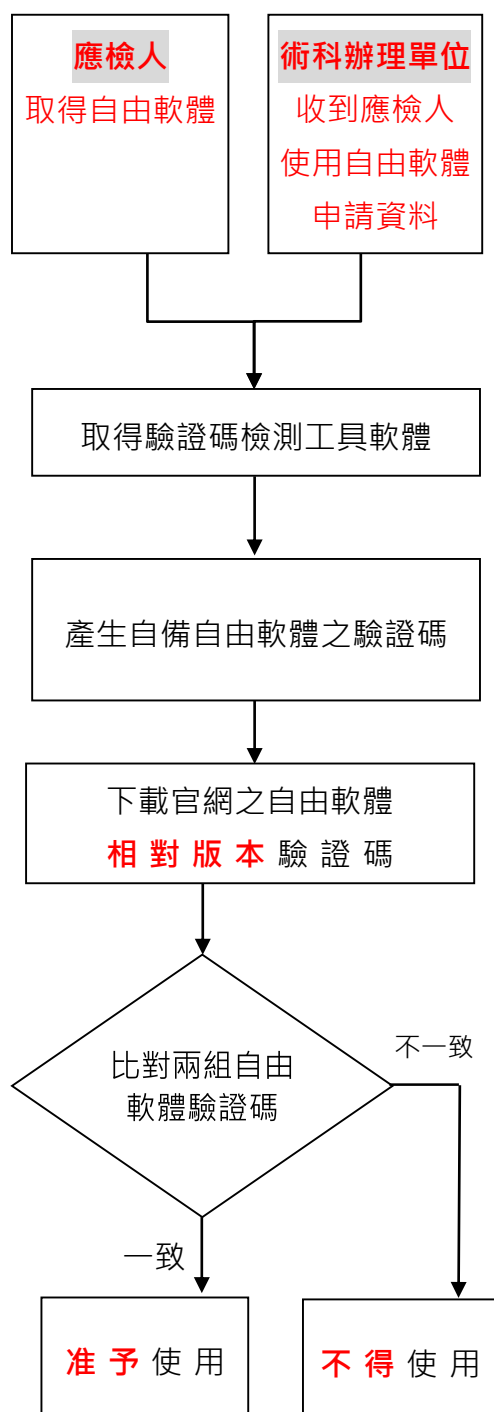 應檢人
取得自由軟體
術科辦理單位
收到應檢人
使用自由軟體
申請資料
取得驗證碼檢測工具軟體
產生自備自由軟體之驗證碼
下載官網之自由軟體
相對版本驗證碼
比對兩組自由
軟體驗證碼
不一致
一致
准予使用
不得使用